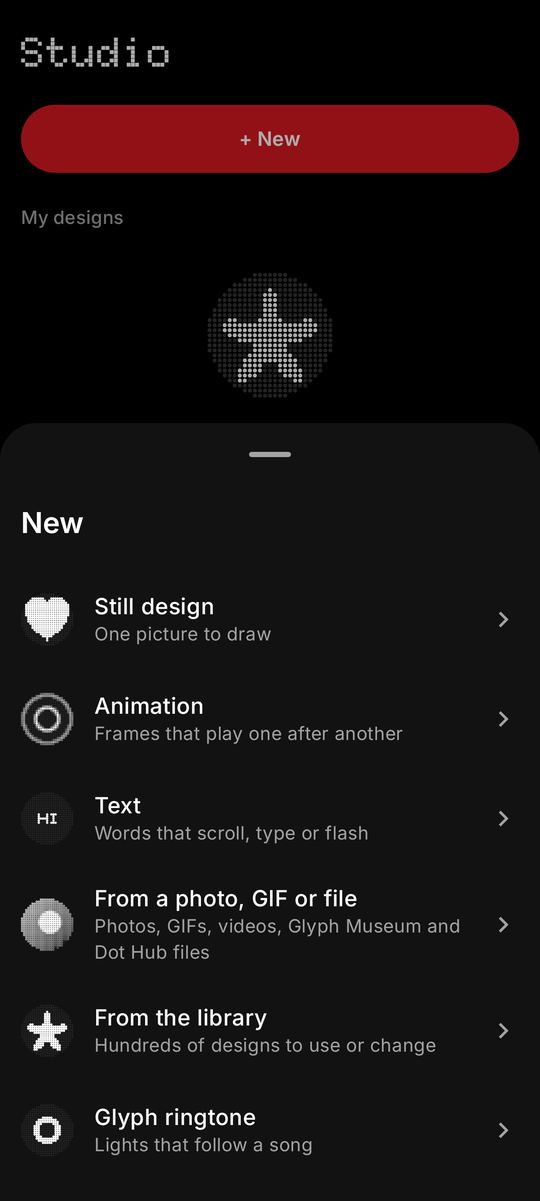 Studio
+ New
My designs
New
Still design
One picture to draw
Animation
Frames that play one after another
HI
Text
Words that scroll, type or flash
From a photo, GIF or file
Photos, GIFs, videos, Glyph Museum and
Dot Hub files
From the library
Hundreds of designs to use or change
Glyph ringtone
Lights that follow a song